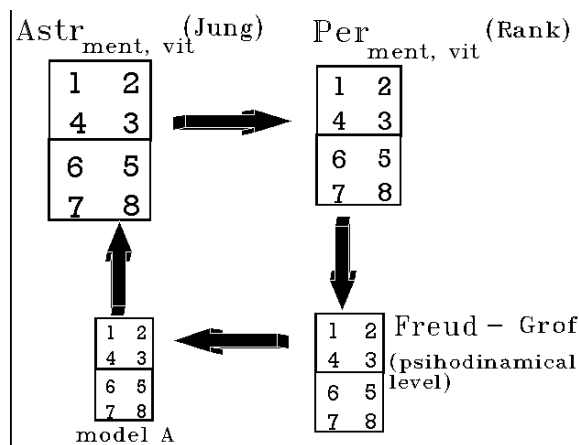 Astr ment, vit (Jung)
Per ment, vit (Rank)
1 2
4 3
6 5
7 8
1 2
4 3
6 5
7 8
1 2
4 3
6 5
7 8
Freud - Grof
(psihodinamical
level)
1 2
4 3
6 5
7 8
model A